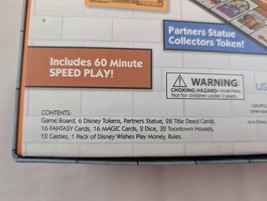 Partners Statue
Collectors Token!
Includes 60 Minute
SPEED PLAY!
WARNING:
CHOKING HAZARD—Small Parts.
Not for children under 3 years.
CONTENTS:
Game Board, 6 Disney Tokens, Partners Statue, 28 Title Deed Cards,
16 FANTASY Cards, 16 MAGIC Cards, 2 Dice, 32 Toontown Houses,
12 Castles, 1 Pack of Disney Wishes Play Money, Rules.